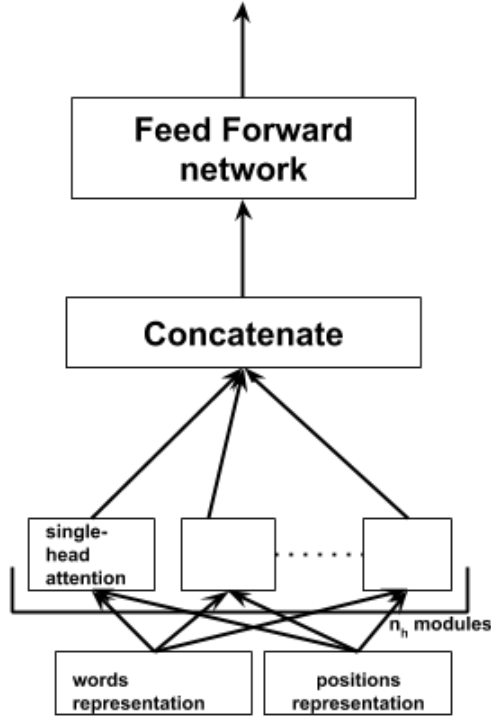 Feed Forward
network
Concatenate
single-
head
attention
n_h modules
words
representation
positions
representation